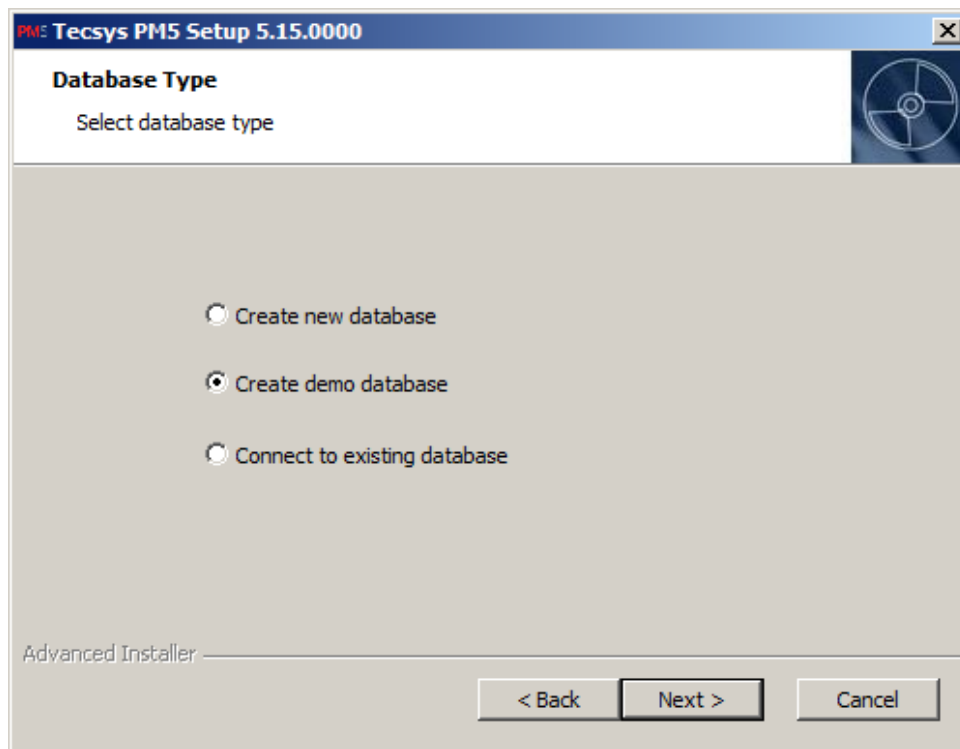 PM5 Tecsys PM5 Setup 5.15.0000
Database Type
Select database type
Create new database
Create demo database
Connect to existing database
Advanced Installer
< Back Next > Cancel